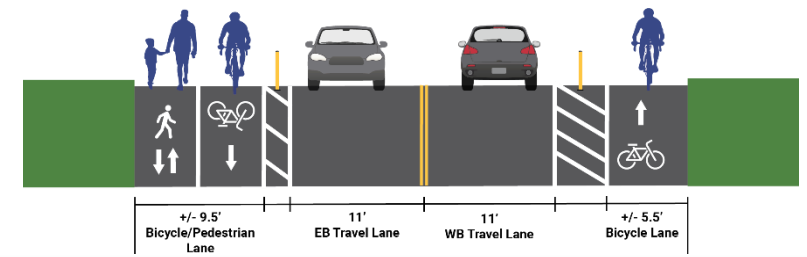 +/- 9.5’
Bicycle/Pedestrian
Lane
11’
EB Travel Lane
11’
WB Travel Lane
+/- 5.5’
Bicycle Lane